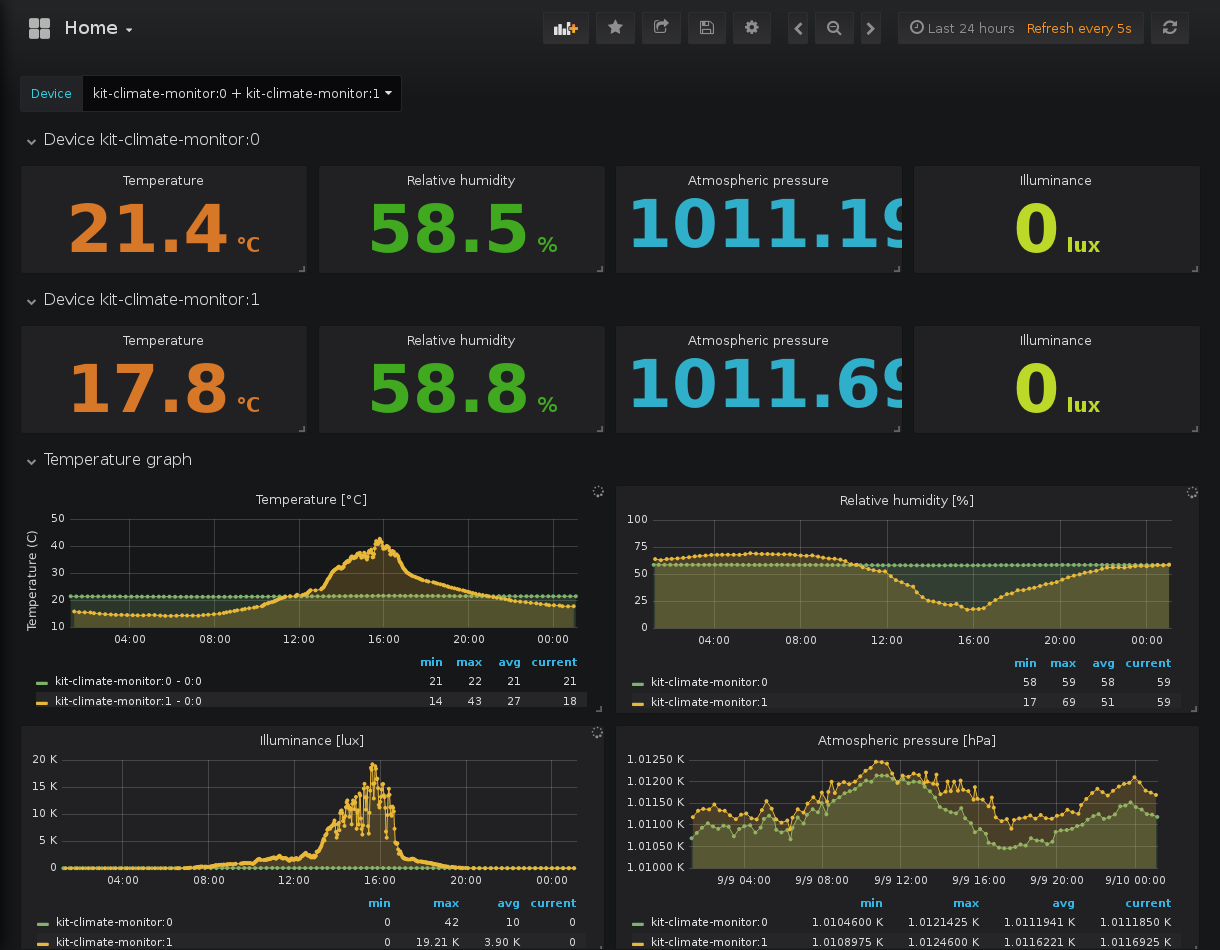 Home
Last 24 hours Refresh every 5s
Device kit-climate-monitor:0 + kit-climate-monitor:1
Device kit-climate-monitor:0
Temperature Relative humidity Atmospheric pressure Illuminance
21.4 °C 58.5 % 1011.19 0 lux
Device kit-climate-monitor:1
Temperature Relative humidity Atmospheric pressure Illuminance
17.8 °C 58.8 % 1011.69 0 lux
Temperature graph
Temperature [°C]
Temperature (C)
50
40
30
20
10
04:00 08:00 12:00 16:00 20:00 00:00
min max avg current
kit-climate-monitor:0 - 0:0 21 22 21 21
kit-climate-monitor:1 - 0:0 14 43 27 18
Relative humidity [%]
100
75
50
25
0
04:00 08:00 12:00 16:00 20:00 00:00
min max avg current
kit-climate-monitor:0 58 59 58 59
kit-climate-monitor:1 17 69 51 59
Illuminance [lux]
20 K
15 K
10 K
5 K
0
04:00 08:00 12:00 16:00 20:00 00:00
min max avg current
kit-climate-monitor:0 0 42 10 0
kit-climate-monitor:1 0 19.21 K 3.90 K 0
Atmospheric pressure [hPa]
1.01250 K
1.01200 K
1.01150 K
1.01100 K
1.01050 K
1.01000 K
9/9 04:00 9/9 08:00 9/9 12:00 9/9 16:00 9/9 20:00 9/10 00:00
min max avg current
kit-climate-monitor:0 1.0104600 K 1.0121425 K 1.0111941 K 1.0111850 K
kit-climate-monitor:1 1.0108975 K 1.0124600 K 1.0116221 K 1.0116925 K